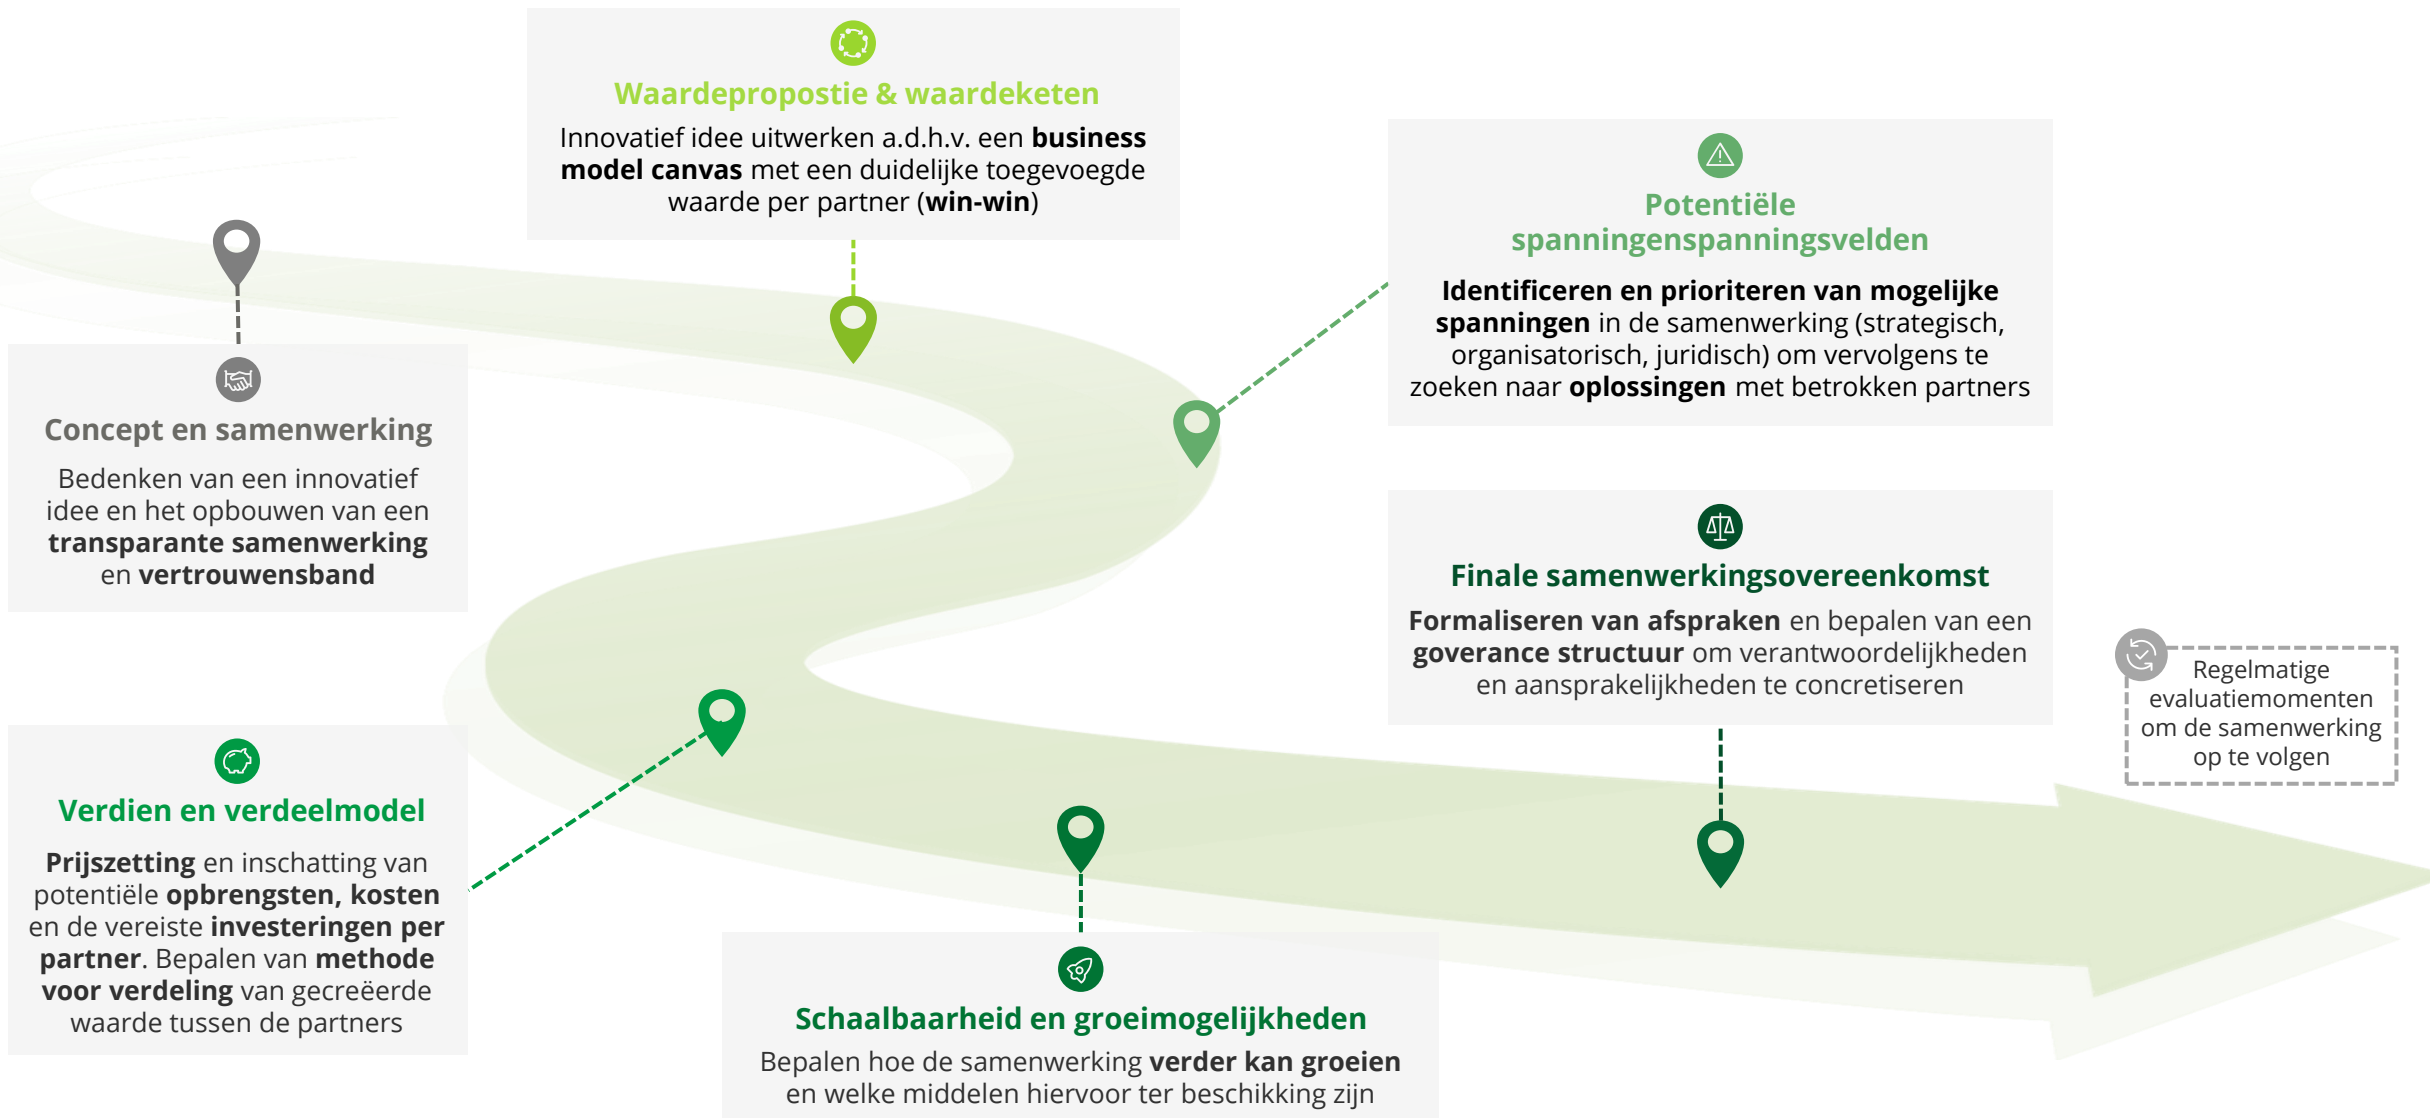 Waardepropostie & waardeketen
Innovatief idee uitwerken a.d.h.v. een business
model canvas met een duidelijke toegevoegde
waarde per partner (win-win)
Potentiële
spanningenspanningsvelden
Identificeren en prioriteren van mogelijke
spanningen in de samenwerking (strategisch,
organisatorisch, juridisch) om vervolgens te
zoeken naar oplossingen met betrokken partners
Concept en samenwerking
Bedenken van een innovatief
idee en het opbouwen van een
transparante samenwerking
en vertrouwensband
Finale samenwerkingsovereenkomst
Formaliseren van afspraken en bepalen van een
goverance structuur om verantwoordelijkheden
en aansprakelijkheden te concretiseren
Regelmatige
evaluatiemomenten
om de samenwerking
op te volgen
Verdien en verdeelmodel
Prijszetting en inschatting van
potentiële opbrengsten, kosten
en de vereiste investeringen per
partner. Bepalen van methode
voor verdeling van gecreëerde
waarde tussen de partners
Schaalbaarheid en groeimogelijkheden
Bepalen hoe de samenwerking verder kan groeien
en welke middelen hiervoor ter beschikking zijn